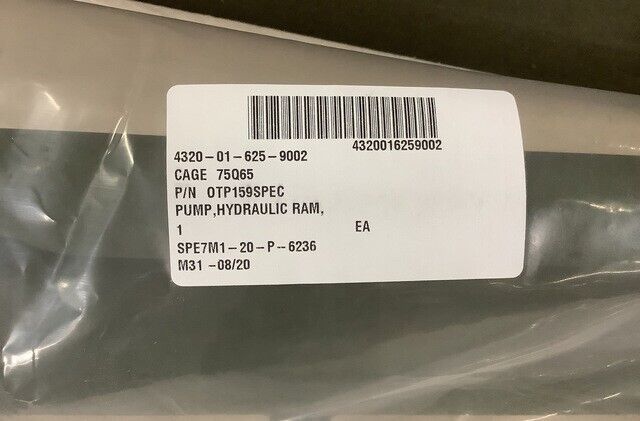 4320016259002
4320-01-625-9002
CAGE 75Q65
P/N OTP159SPEC
PUMP,HYDRAULIC RAM,
1 EA
SPE7M1-20-P--6236
M31 -08/20